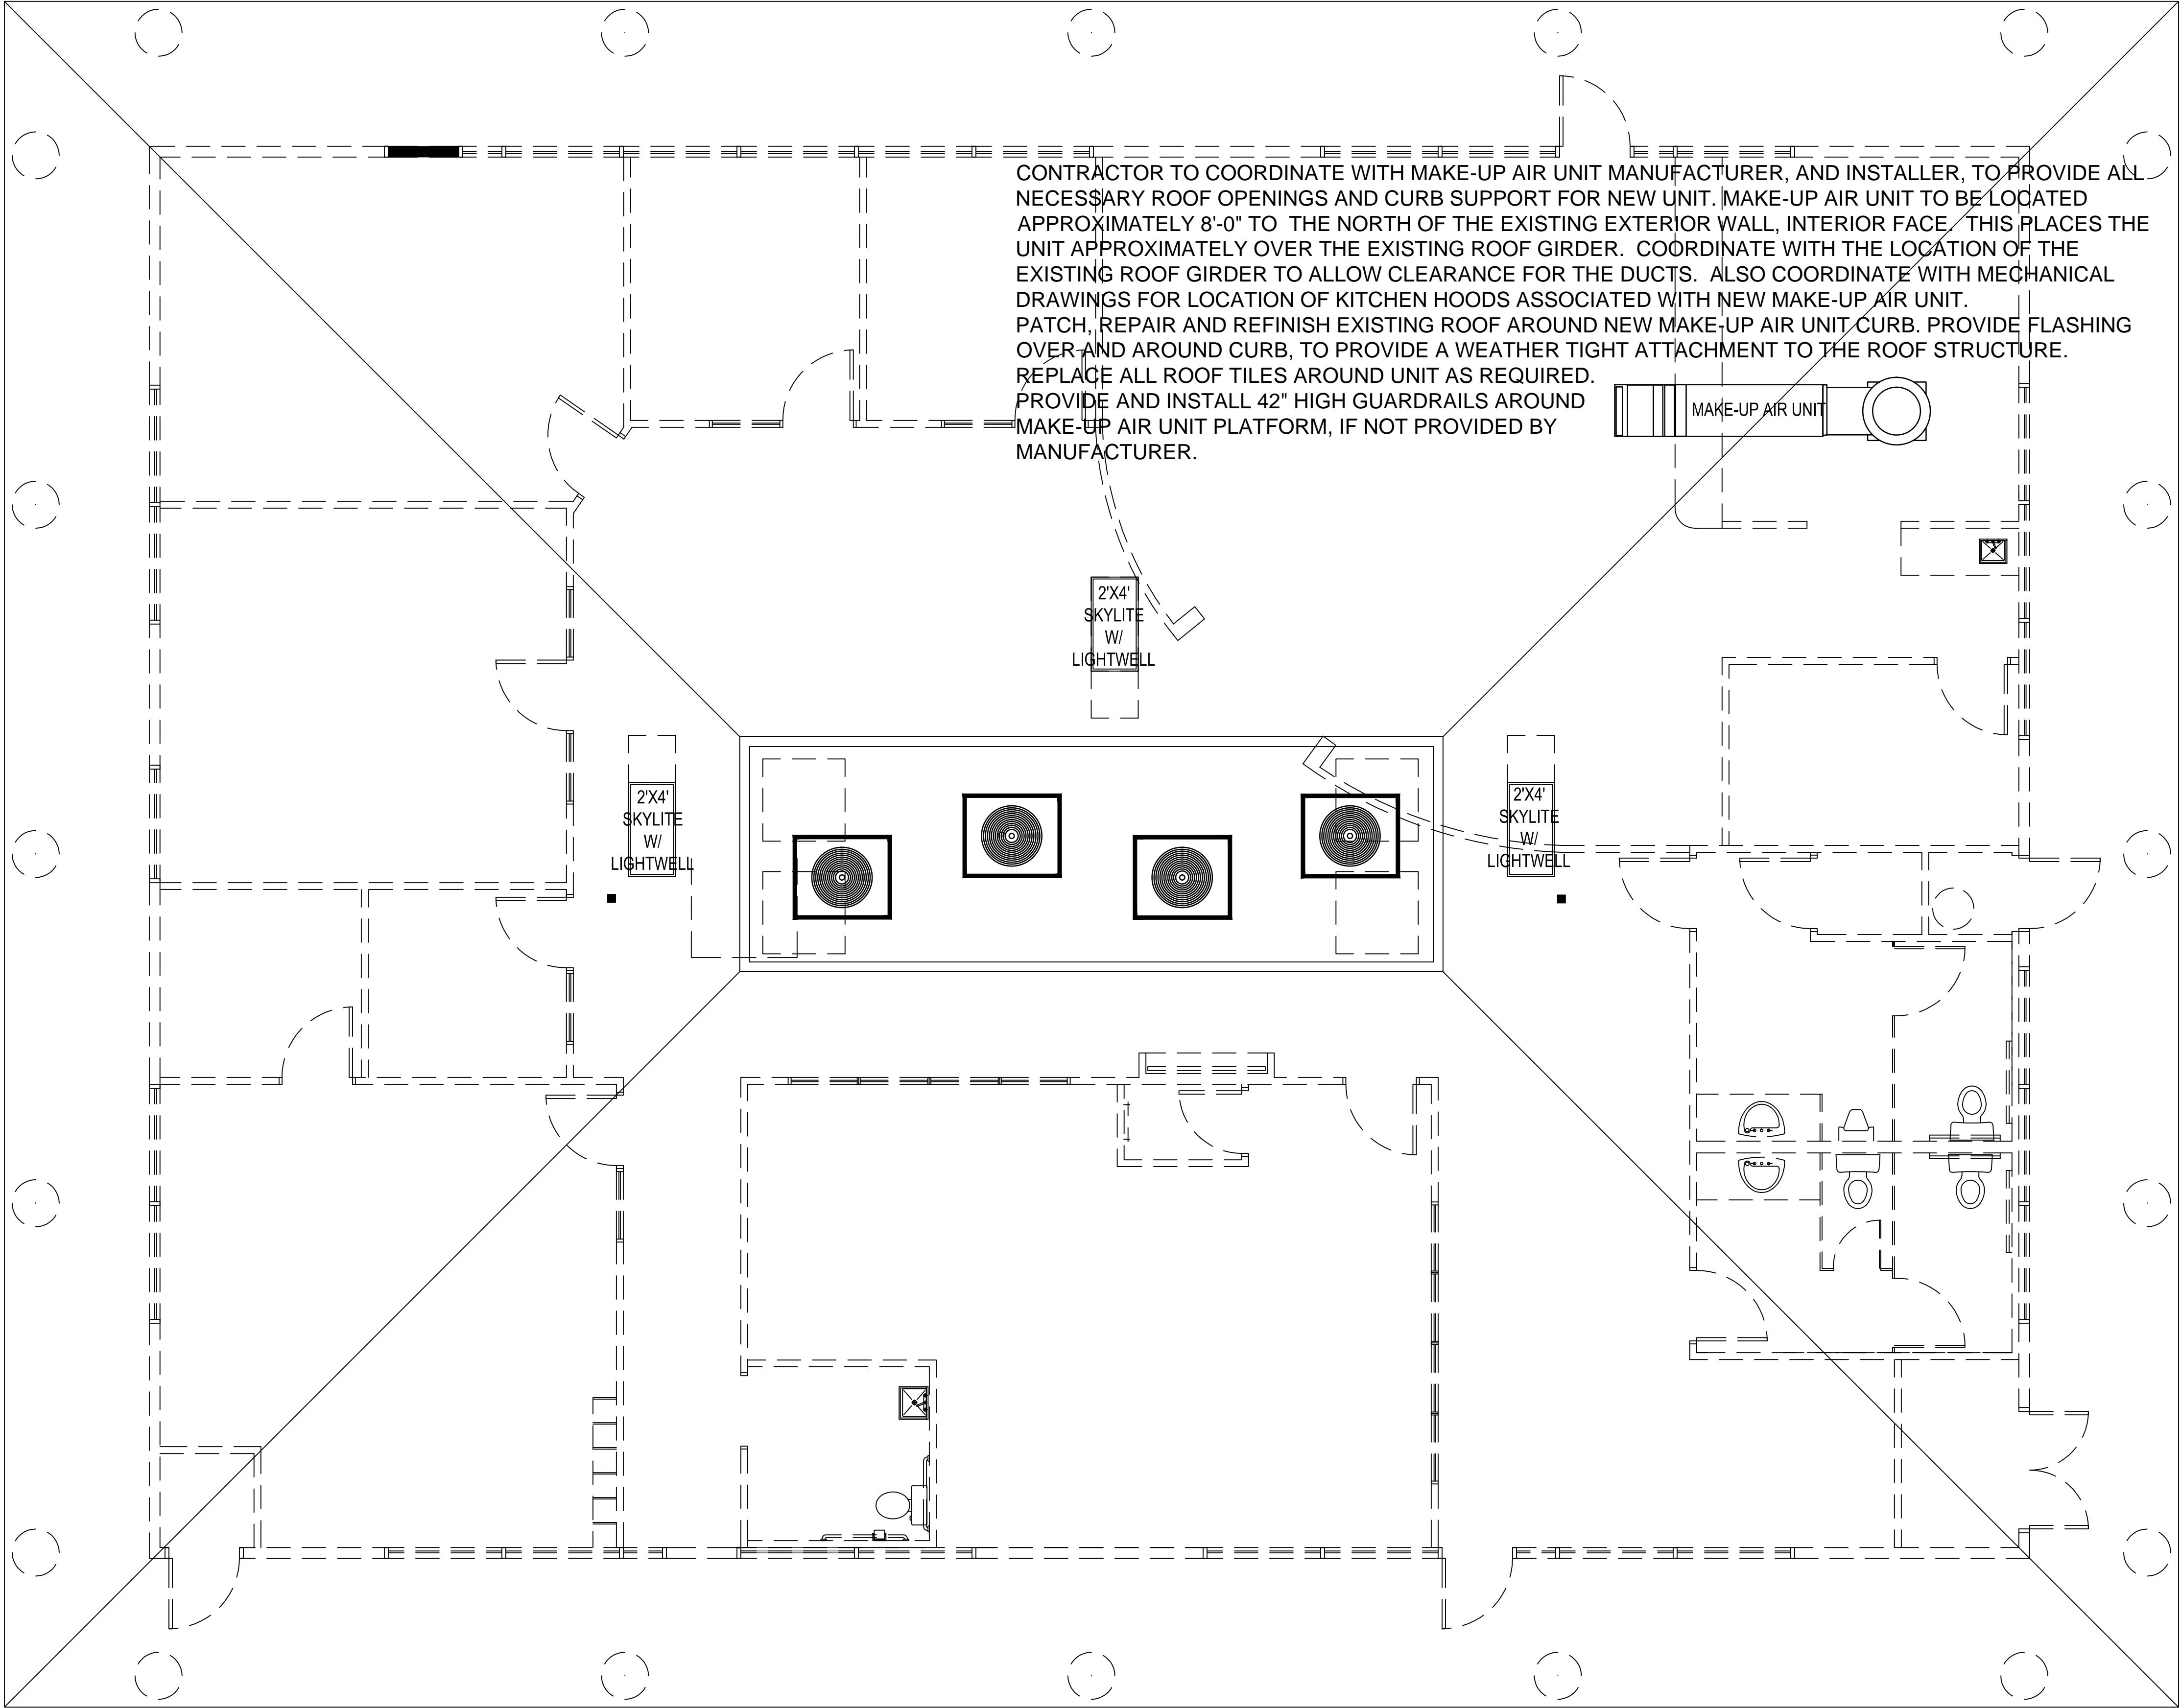 CONTRACTOR TO COORDINATE WITH MAKE-UP AIR UNIT MANUFACTURER, AND INSTALLER, TO PROVIDE ALL
NECESSARY ROOF OPENINGS AND CURB SUPPORT FOR NEW UNIT. MAKE-UP AIR UNIT TO BE LOCATED
APPROXIMATELY 8'-0" TO THE NORTH OF THE EXISTING EXTERIOR WALL, INTERIOR FACE. THIS PLACES THE
UNIT APPROXIMATELY OVER THE EXISTING ROOF GIRDER. COORDINATE WITH THE LOCATION OF THE
EXISTING ROOF GIRDER TO ALLOW CLEARANCE FOR THE DUCTS. ALSO COORDINATE WITH MECHANICAL
DRAWINGS FOR LOCATION OF KITCHEN HOODS ASSOCIATED WITH NEW MAKE-UP AIR UNIT.
PATCH, REPAIR AND REFINISH EXISTING ROOF AROUND NEW MAKE-UP AIR UNIT CURB. PROVIDE FLASHING
OVER AND AROUND CURB, TO PROVIDE A WEATHER TIGHT ATTACHMENT TO THE ROOF STRUCTURE.
REPLACE ALL ROOF TILES AROUND UNIT AS REQUIRED.
PROVIDE AND INSTALL 42" HIGH GUARDRAILS AROUND
MAKE-UP AIR UNIT PLATFORM, IF NOT PROVIDED BY
MANUFACTURER.
MAKE-UP AIR UNIT
2'X4'
SKYLITE
W/
LIGHTWELL
2'X4'
SKYLITE
W/
LIGHTWELL
2'X4'
SKYLITE
W/
LIGHTWELL